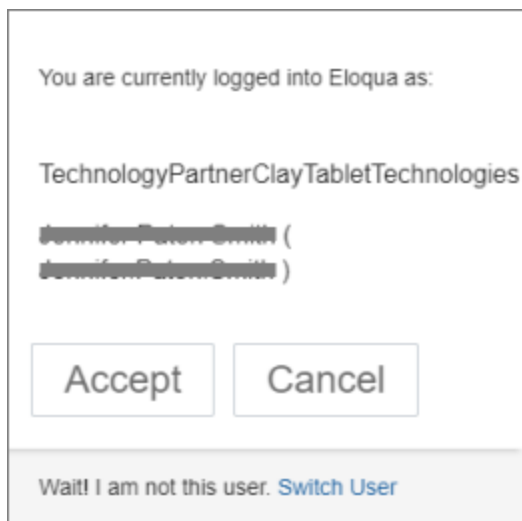 You are currently logged into Eloqua as:
TechnologyPartnerClayTabletTechnologies
(
)
Accept
Cancel
Wait! I am not this user. Switch User